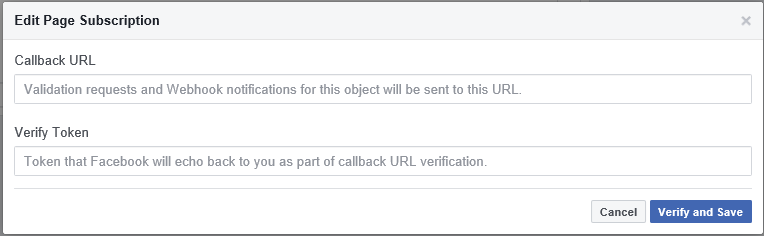 Edit Page Subscription ×
Callback URL
Validation requests and Webhook notifications for this object will be sent to this URL.
Verify Token
Token that Facebook will echo back to you as part of callback URL verification.
Cancel Verify and Save